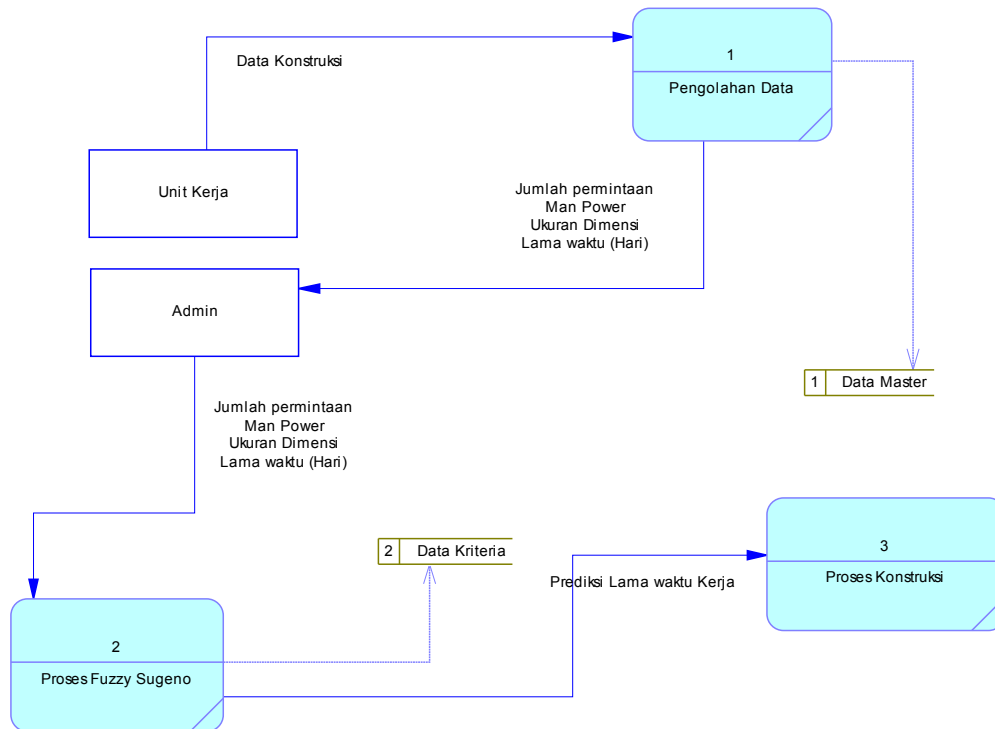 1
Pengolahan Data
Data Konstruksi
Unit Kerja
Jumlah permintaan
Man Power
Ukuran Dimensi
Lama waktu (Hari)
Admin
1 Data Master
Jumlah permintaan
Man Power
Ukuran Dimensi
Lama waktu (Hari)
2 Data Kriteria
3
Proses Konstruksi
Prediksi Lama waktu Kerja
2
Proses Fuzzy Sugeno